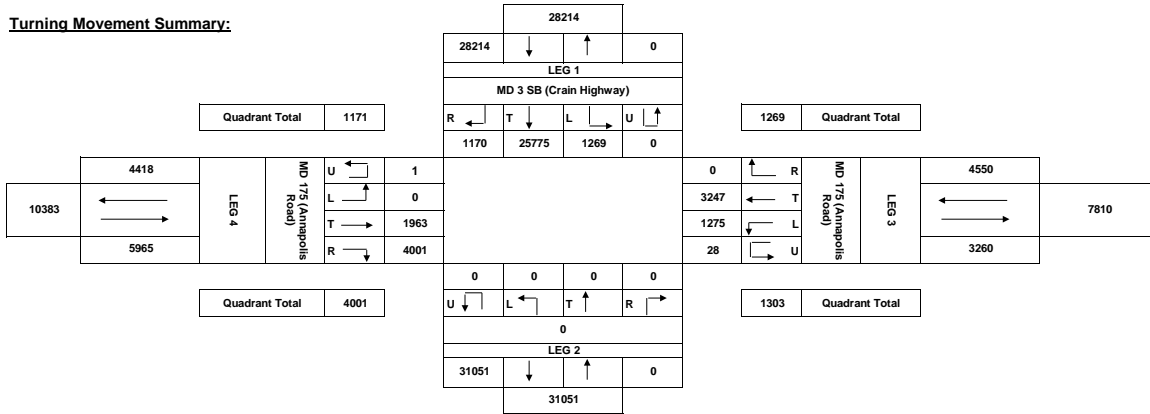 Turning Movement Summary:
28214
28214 0
LEG 1
MD 3 SB (Crain Highway)
Quadrant Total 1171
R T L U
1269 Quadrant Total
1170 25775 1269 0
10383
4418
5965
LEG 4
MD 175 (Annapolis Road)
U 1
L 0
T 1963
R 4001
0 R
3247 T
1275 L
28 U
MD 175 (Annapolis Road)
LEG 3
4550
3260
7810
Quadrant Total 4001
0 0 0 0
U L T R
1303 Quadrant Total
0
LEG 2
31051 0
31051